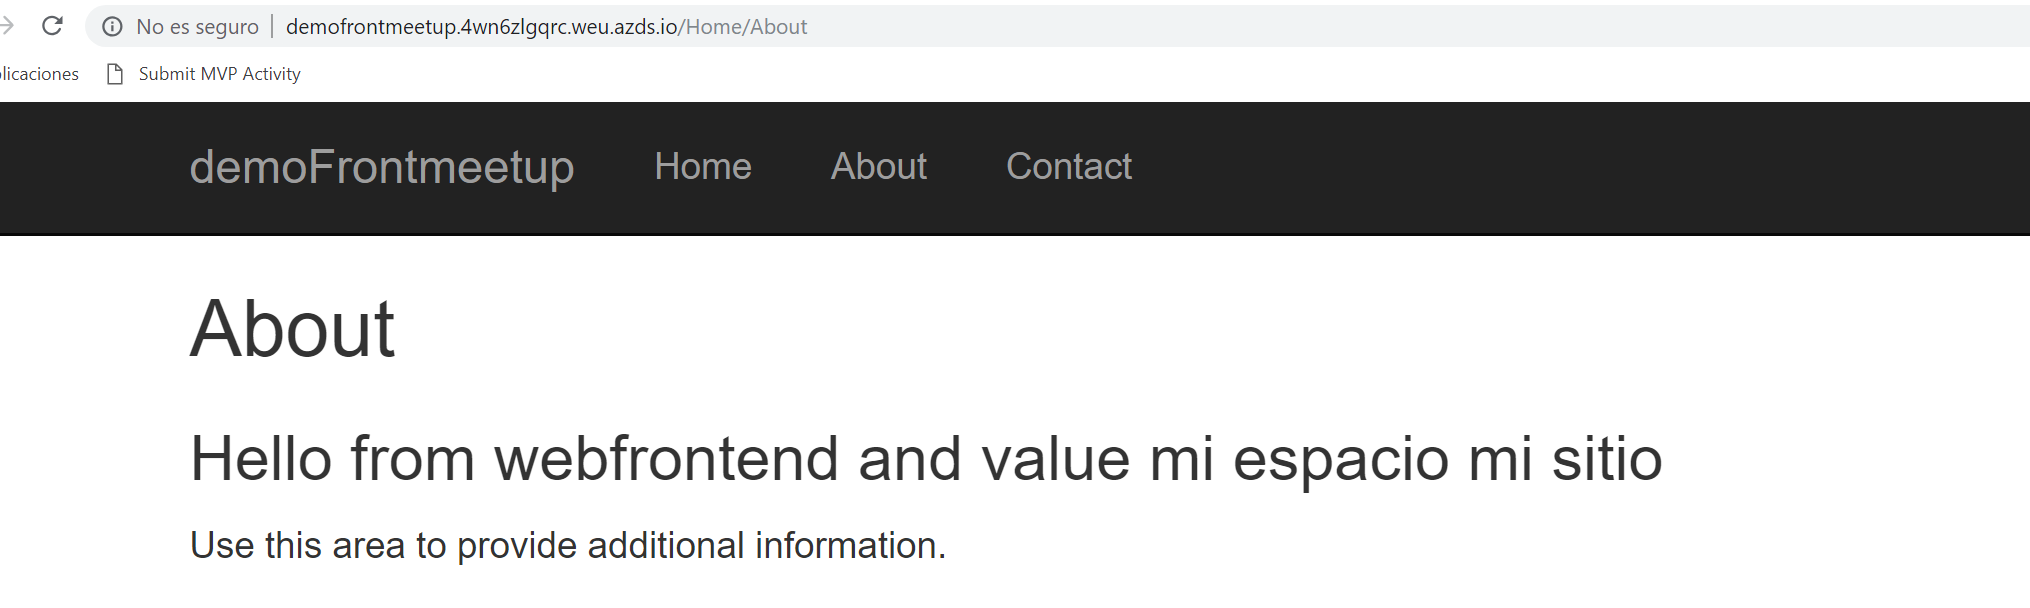 No es seguro | demofrontmeetup.4wn6zlgqrc.weu.azds.io/Home/About
licaciones Submit MVP Activity
demoFrontmeetup Home About Contact
About
Hello from webfrontend and value mi espacio mi sitio
Use this area to provide additional information.